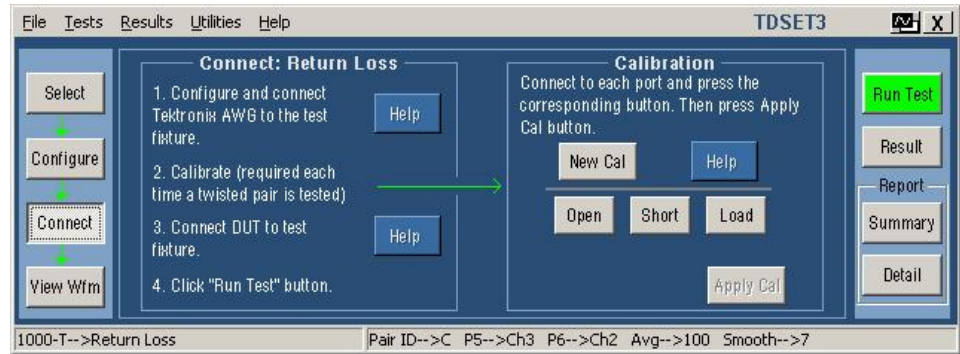 File Tests Results Utilities Help TDSET3 X
Select
Configure
Connect
View Wfm
Connect: Return Loss
1. Configure and connect
Tektronix AWG to the test
fixture.
Help
2. Calibrate (required each
time a twisted pair is tested)
3. Connect DUT to test
fixture.
Help
4. Click "Run Test" button.
Calibration
Connect to each port and press the
corresponding button. Then press Apply
Cal button.
New Cal Help
Open Short Load
Apply Cal
Run Test
Result
Report
Summary
Detail
1000-T-->Return Loss Pair ID-->C P5-->Ch3 P6-->Ch2 Avg-->100 Smooth-->7